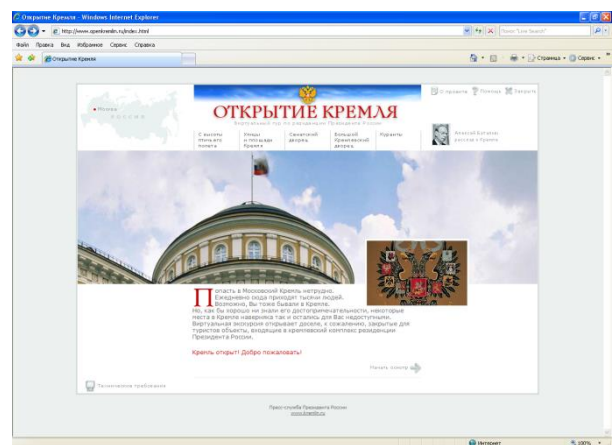 Открытие Кремля - Windows Internet Explorer
http://www.openkremlin.ru/index.html
Файл Правка Вид Избранное Сервис Справка
Открытие Кремля
Страница Сервис
О проекте Помощь Закрыть
Москва
РОССИЯ
ОТКРЫТИЕ КРЕМЛЯ
Виртуальный тур по резиденции Президента России
С высоты
птичьего
полета
Улицы
и площади
Кремля
Сенатский
дворец
Большой
Кремлевский
дворец
Куранты
рассказ о Кремле
Попасть в Московский Кремль нетрудно.
Ежедневно сюда приходят тысячи людей.
Возможно, Вы тоже бывали в Кремле.
Но, как бы хорошо ни знали его достопримечательности, некоторые
места в Кремле наверняка так и остались для Вас недоступными.
Виртуальная экскурсия открывает доселе, к сожалению, закрытые для
туристов объекты, входящие в кремлевский комплекс резиденции
Президента России.
Кремль открыт! Добро пожаловать!
Начать осмотр
Технические требования
Пресс-служба Президента России
www.kremlin.ru
Интернет
100%